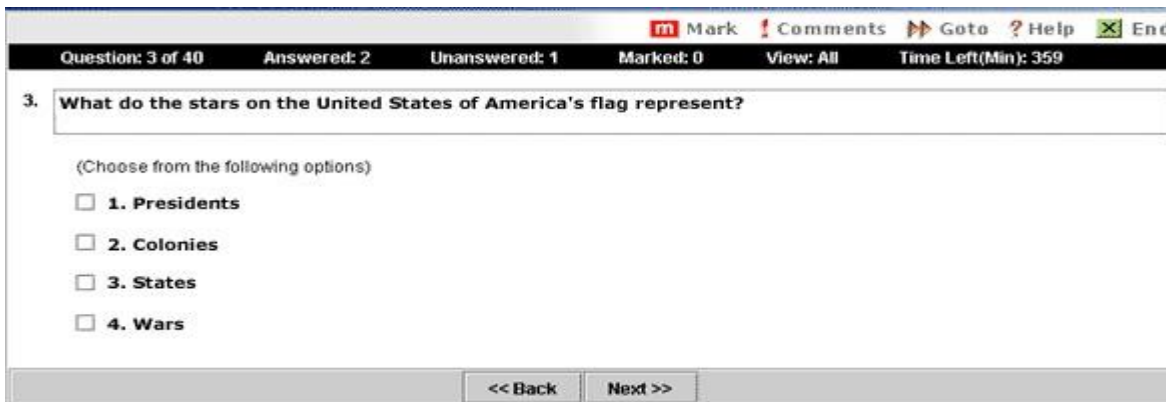 m Mark ! Comments Goto ? Help X
Question: 3 of 40 Answered: 2 Unanswered: 1 Marked: 0 View: All Time Left(Min): 359
3. What do the stars on the United States of America's flag represent?
(Choose from the following options)
1. Presidents
2. Colonies
3. States
4. Wars
<< Back Next >>